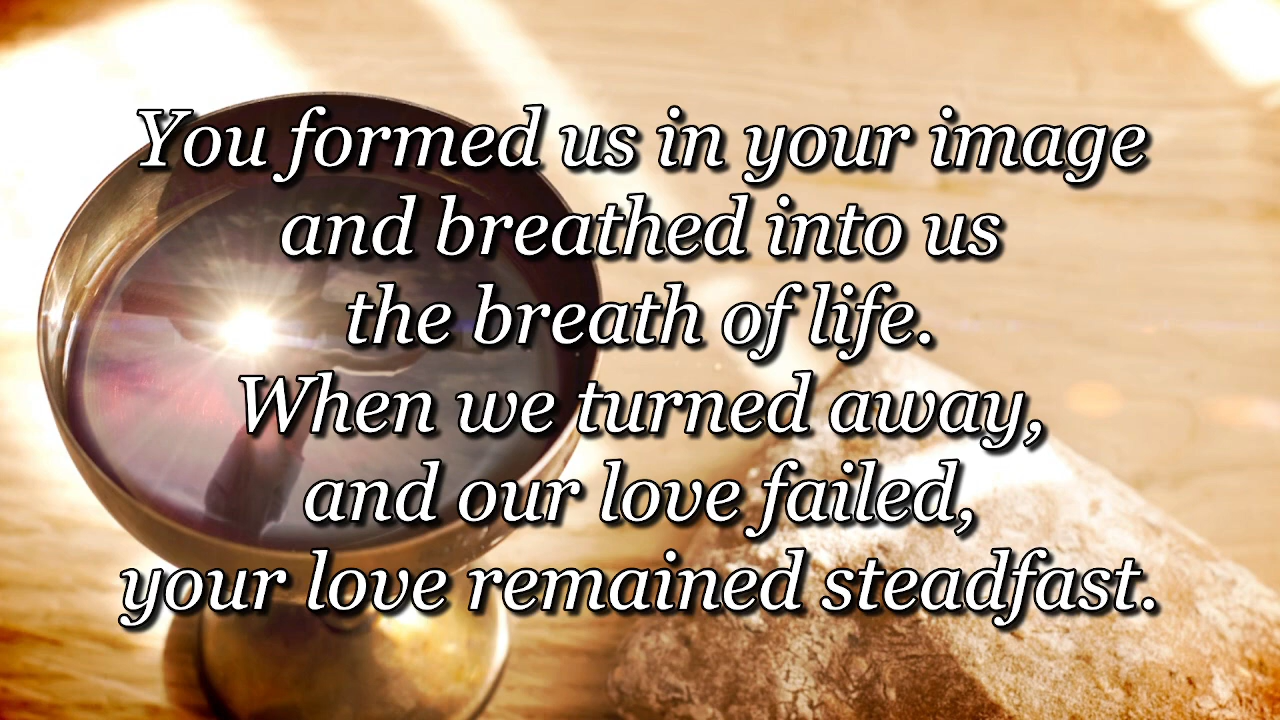 You formed us in your image
and breathed into us
the breath of life.
When we turned away,
and our love failed,
your love remained steadfast.